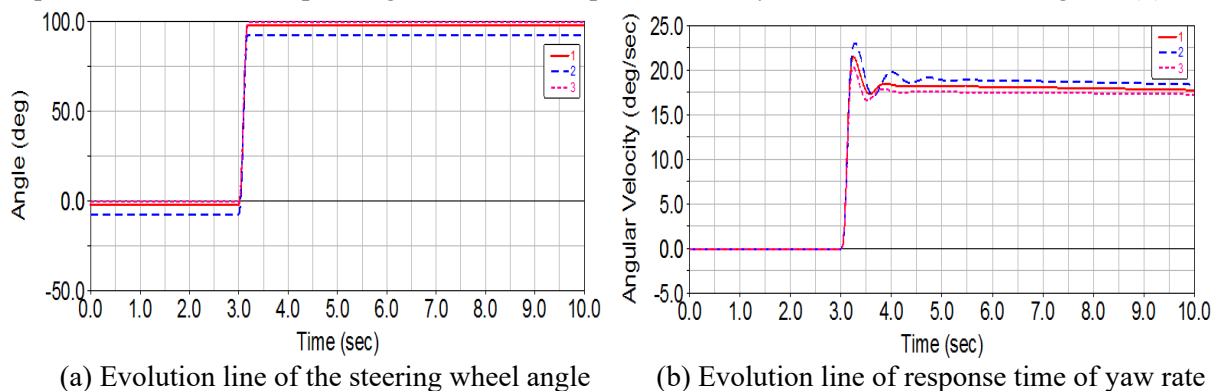 100.0
50.0
0.0
-50.0
Angle (deg)
1
2
3
0.0 1.0 2.0 3.0 4.0 5.0 6.0 7.0 8.0 9.0 10.0
Time (sec)
(a) Evolution line of the steering wheel angle
25.0
20.0
15.0
10.0
5.0
0.0
-5.0
Angular Velocity (deg/sec)
1
2
3
0.0 1.0 2.0 3.0 4.0 5.0 6.0 7.0 8.0 9.0 10.0
Time (sec)
(b) Evolution line of response time of yaw rate